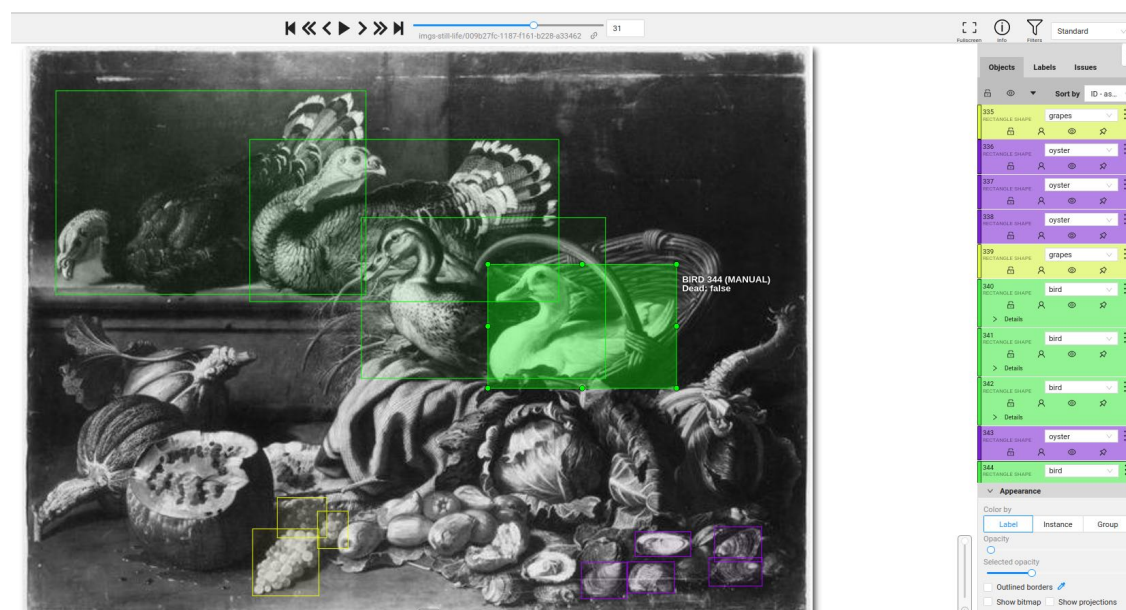 31
imgs-still-life/009b27fc-1187-f161-b228-a33462
Fullscreen
Info
Filters
Standard
Objects Labels Issues
Sort by ID - as...
335
RECTANGLE SHAPE
grapes
336
RECTANGLE SHAPE
oyster
337
RECTANGLE SHAPE
oyster
338
RECTANGLE SHAPE
oyster
339
RECTANGLE SHAPE
grapes
340
RECTANGLE SHAPE
bird
> Details
341
RECTANGLE SHAPE
bird
> Details
342
RECTANGLE SHAPE
bird
> Details
343
RECTANGLE SHAPE
oyster
344
RECTANGLE SHAPE
bird
BIRD 344 (MANUAL)
Dead: false
Appearance
Color by
Label Instance Group
Opacity
Selected opacity
Outlined borders
Show bitmap Show projections